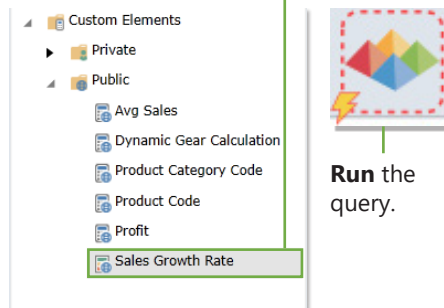 Custom Elements
Private
Public
Avg Sales
Dynamic Gear Calculation
Product Category Code
Product Code
Profit
Sales Growth Rate
Run the
query.